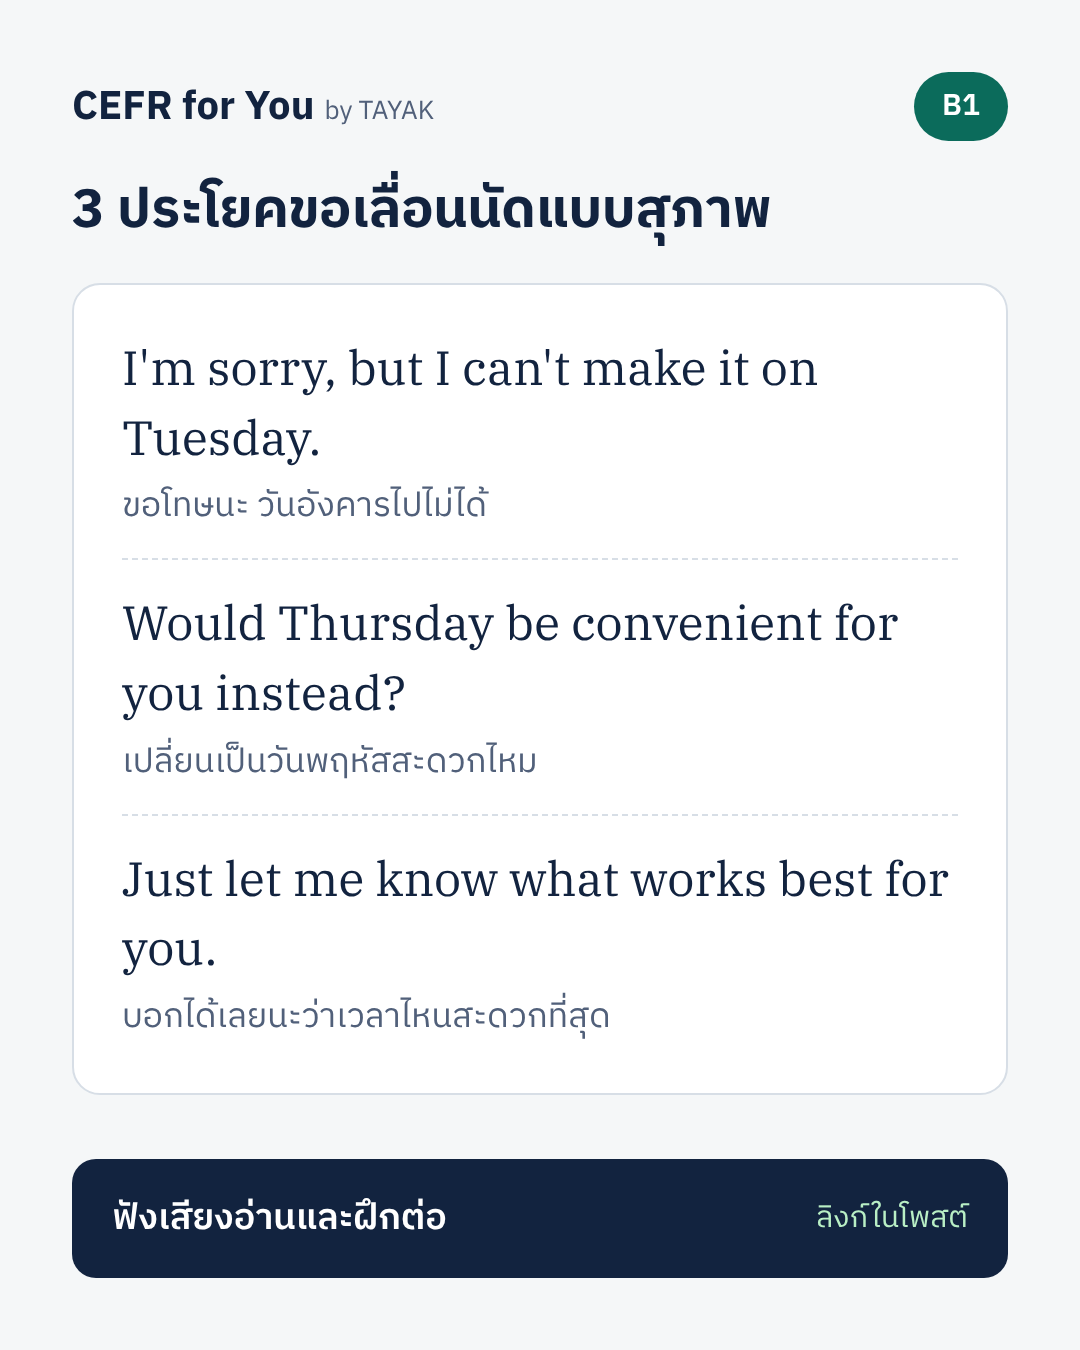 CEFR for You by TAYAK
B1
3 ประโยคขอเลื่อนนัดแบบสุภาพ
I'm sorry, but I can't make it on
Tuesday.
ขอโทษนะ วันอังคารไปไม่ได้
Would Thursday be convenient for
you instead?
เปลี่ยนเป็นวันพฤหัสสะดวกไหม
Just let me know what works best for
you.
บอกได้เลยนะว่าเวลาไหนสะดวกที่สุด
ฟังเสียงอ่านและฝึกต่อ
ลิงก์ในโพสต์